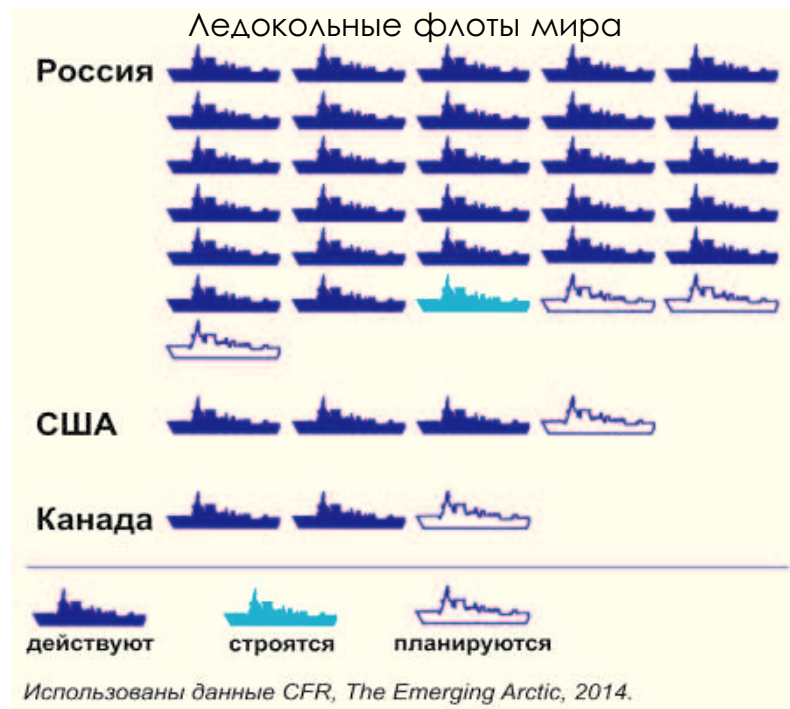 Ледокольные флоты мира
Россия
США
Канада
действуют строятся планируются
Использованы данные CFR, The Emerging Arctic, 2014.